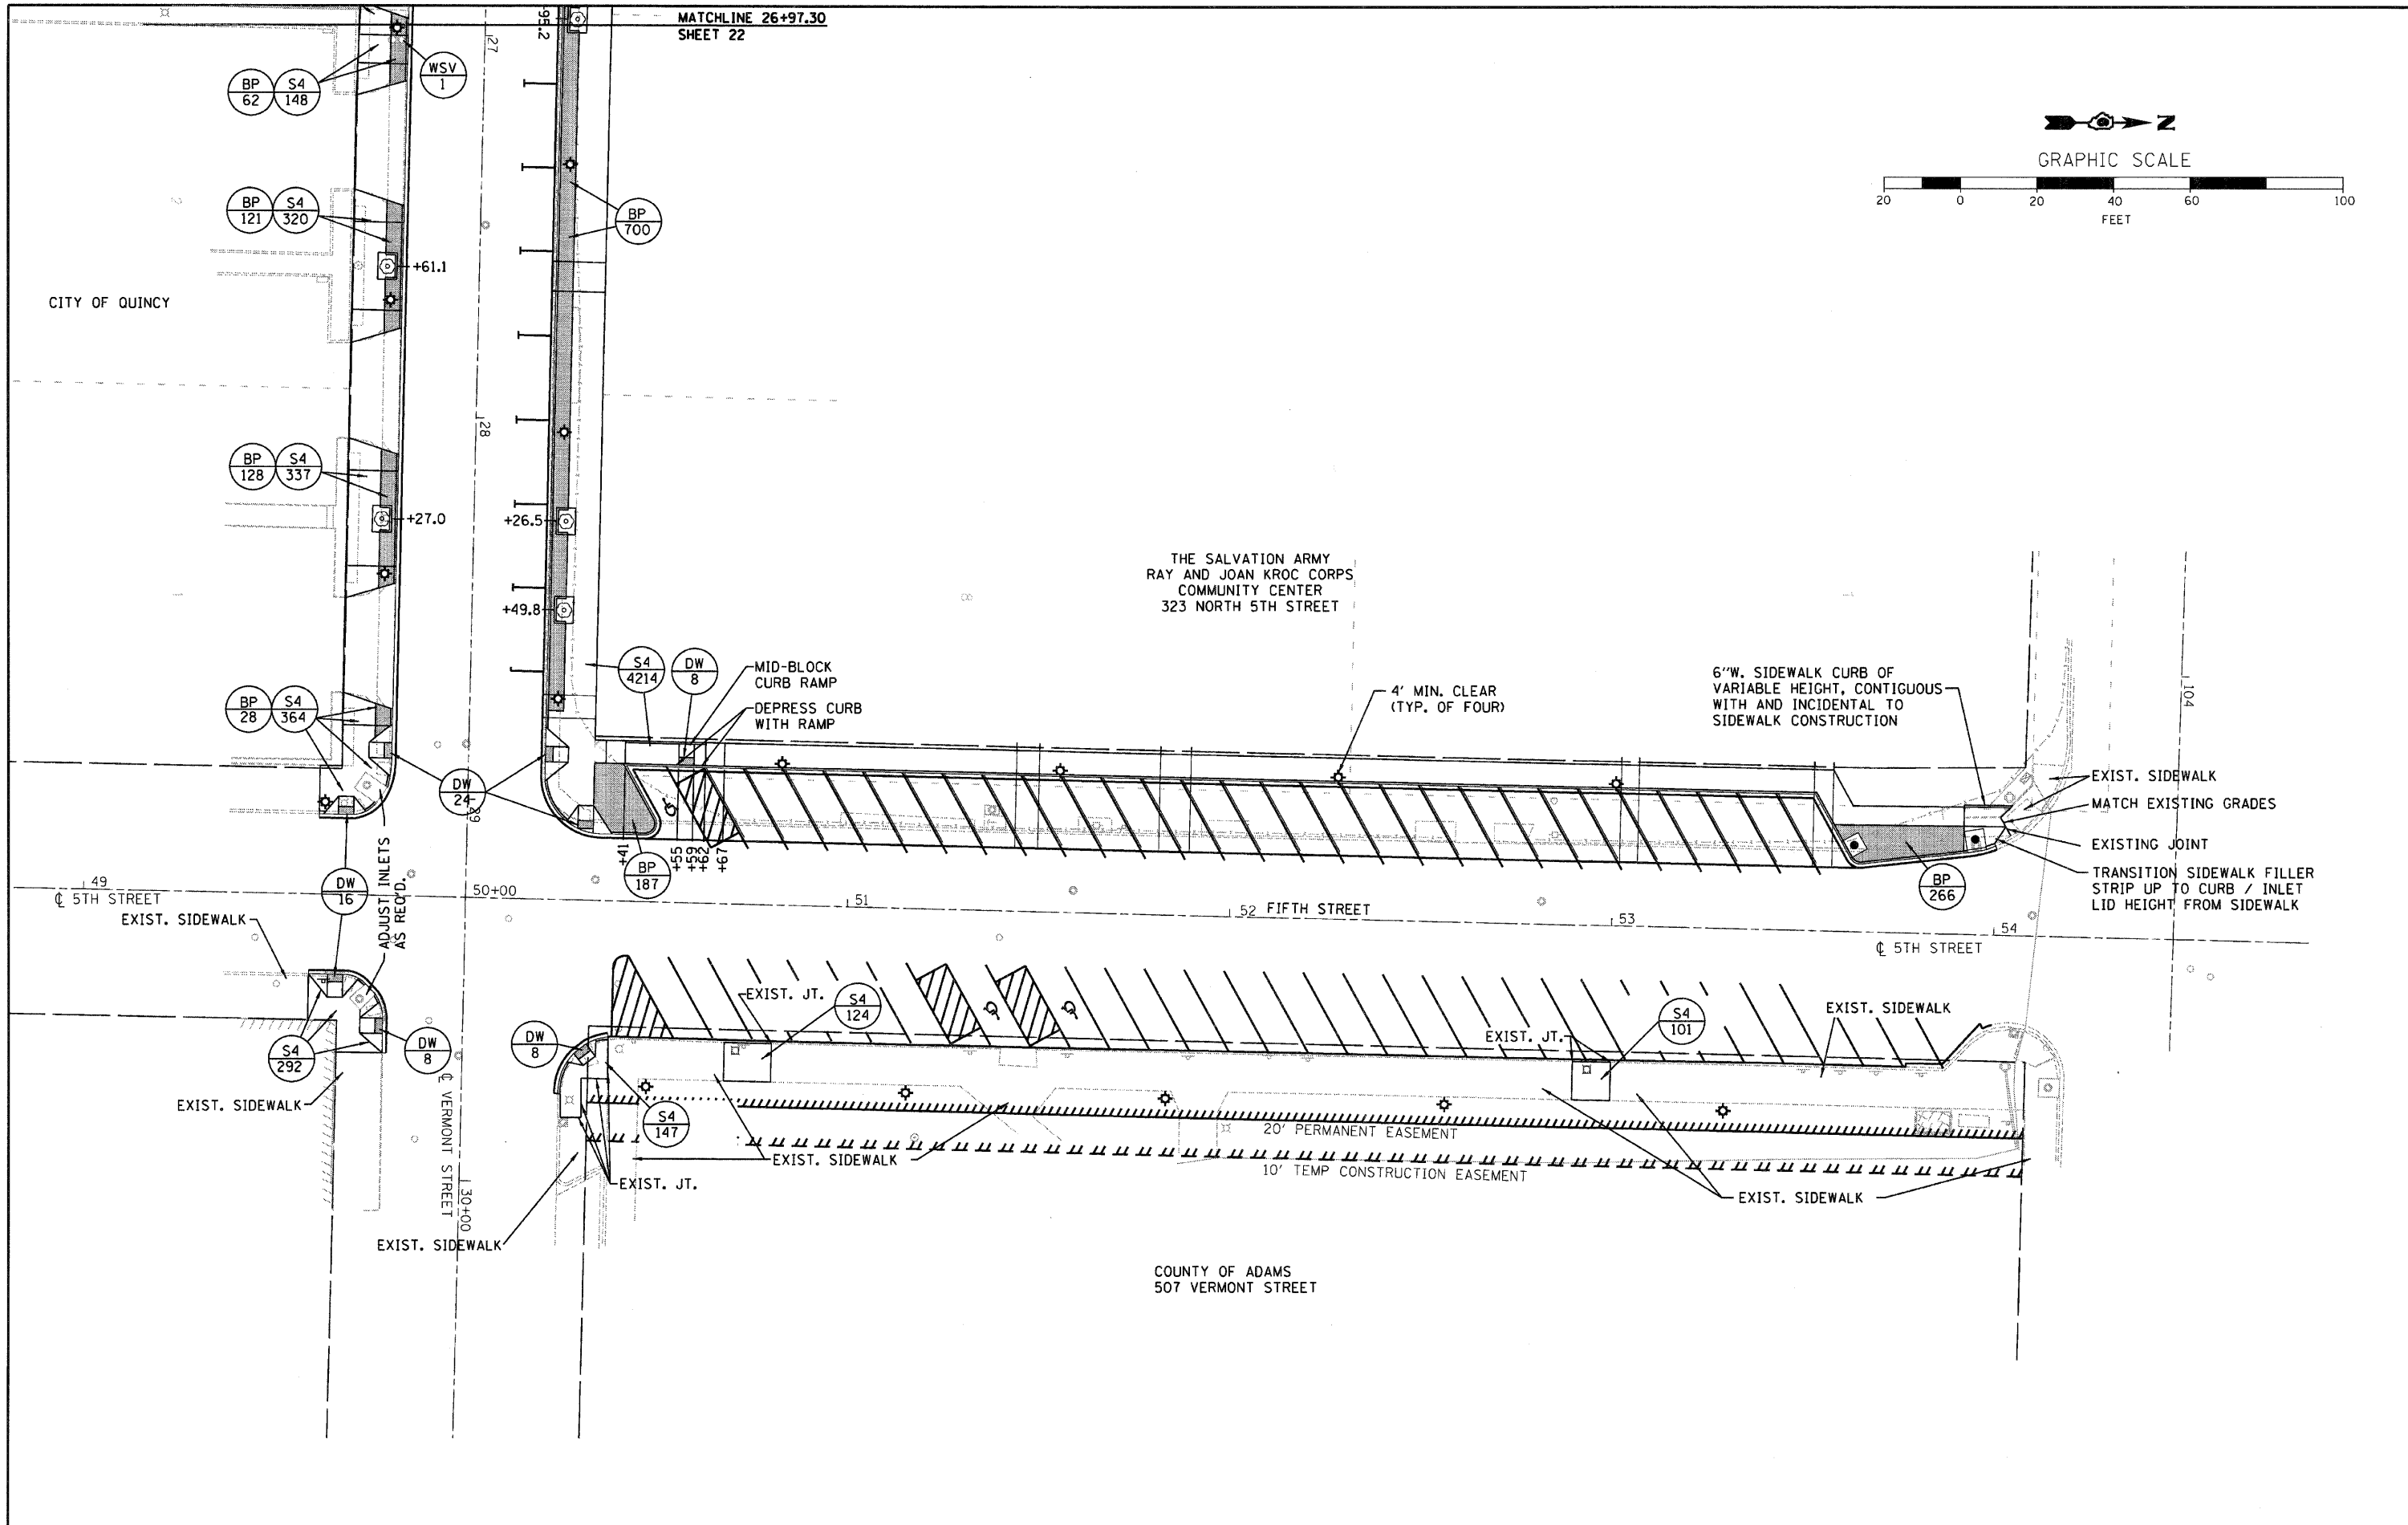 MATCHLINE 26+97.30
SHEET 22
95.2
27
WSV
1
BP
62
S4
148
N
GRAPHIC SCALE
20
0
20
40
60
100
FEET
BP
121
S4
320
+61.1
BP
700
CITY OF QUINCY
28
BP
128
S4
337
+27.0
+26.5
+49.8
THE SALVATION ARMY
RAY AND JOAN KROC CORPS
COMMUNITY CENTER
323 NORTH 5TH STREET
S4
4214
DW
8
MID-BLOCK
CURB RAMP
DEPRESS CURB
WITH RAMP
4' MIN. CLEAR
(TYP. OF FOUR)
6"W. SIDEWALK CURB OF
VARIABLE HEIGHT, CONTIGUOUS
WITH AND INCIDENTAL TO
SIDEWALK CONSTRUCTION
104
BP
28
S4
364
DW
24
29
EXIST. SIDEWALK
MATCH EXISTING GRADES
EXISTING JOINT
TRANSITION SIDEWALK FILLER
STRIP UP TO CURB / INLET
LID HEIGHT FROM SIDEWALK
+41
+55
+59
+62
+67
BP
187
BP
266
49
℄ 5TH STREET
DW
16
ADJUST INLETS
AS REQ'D.
50+00
51
52
FIFTH STREET
53
54
℄ 5TH STREET
EXIST. SIDEWALK
EXIST. JT.
S4
124
S4
101
EXIST. JT.
EXIST. SIDEWALK
S4
292
DW
8
DW
8
EXIST. SIDEWALK
℄ VERMONT STREET
30+00
S4
147
20' PERMANENT EASEMENT
EXIST. SIDEWALK
10' TEMP CONSTRUCTION EASEMENT
EXIST. JT.
EXIST. SIDEWALK
EXIST. SIDEWALK
COUNTY OF ADAMS
507 VERMONT STREET